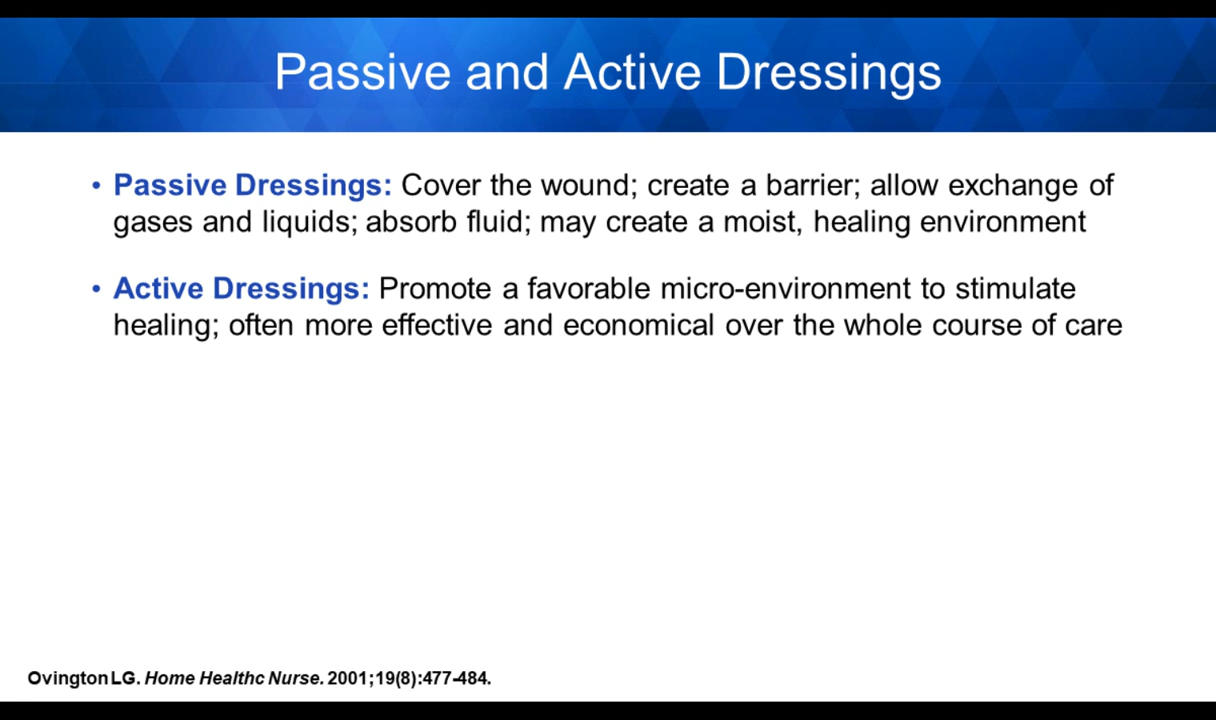 Passive and Active Dressings
• Passive Dressings: Cover the wound; create a barrier; allow exchange of
gases and liquids; absorb fluid; may create a moist, healing environment
• Active Dressings: Promote a favorable micro-environment to stimulate
healing; often more effective and economical over the whole course of care
Ovington LG. Home Healthc Nurse. 2001;19(8):477-484.